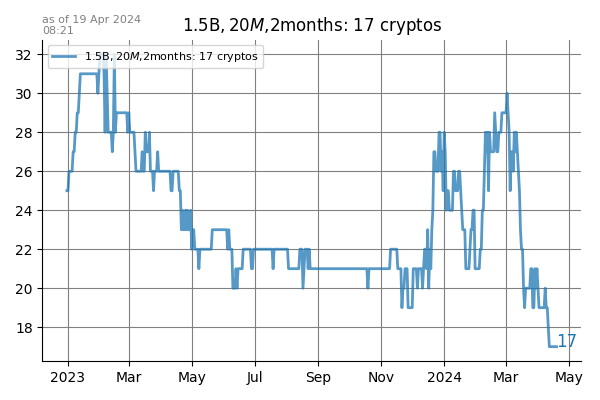 as of 19 Apr 2024
08:21
1.5B, 20M,2months: 17 cryptos
1.5B, 20M,2months: 17 cryptos
32
30
28
26
24
22
20
18
17
2023 Mar May Jul Sep Nov 2024 Mar May